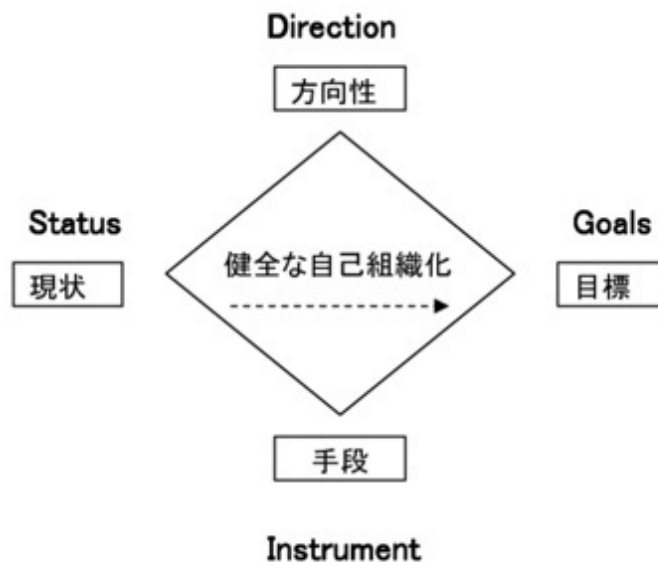 Direction
方向性
Status
Goals
健全な自己組織化
現状
目標
手段
Instrument